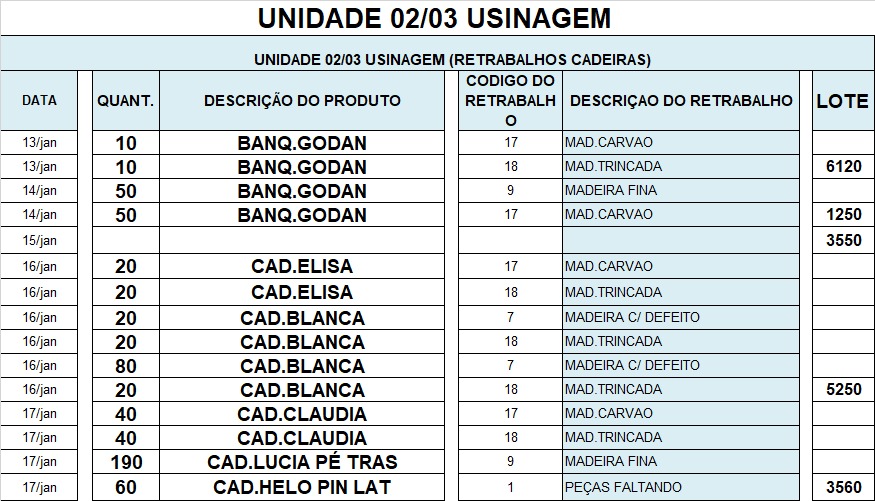 UNIDADE 02/03 USINAGEM
UNIDADE 02/03 USINAGEM (RETRABALHOS CADEIRAS)
DATA QUANT. DESCRIÇÃO DO PRODUTO CODIGO DO RETRABALHO DESCRIÇAO DO RETRABALHO LOTE
13/jan 10 BANQ.GODAN 17 MAD.CARVAO
13/jan 10 BANQ.GODAN 18 MAD.TRINCADA 6120
14/jan 50 BANQ.GODAN 9 MADEIRA FINA
14/jan 50 BANQ.GODAN 17 MAD.CARVAO 1250
15/jan 3550
16/jan 20 CAD.ELISA 17 MAD.CARVAO
16/jan 20 CAD.ELISA 18 MAD.TRINCADA
16/jan 20 CAD.BLANCA 7 MADEIRA C/ DEFEITO
16/jan 20 CAD.BLANCA 18 MAD.TRINCADA
16/jan 80 CAD.BLANCA 7 MADEIRA C/ DEFEITO
16/jan 20 CAD.BLANCA 18 MAD.TRINCADA 5250
17/jan 40 CAD.CLAUDIA 17 MAD.CARVAO
17/jan 40 CAD.CLAUDIA 18 MAD.TRINCADA
17/jan 190 CAD.LUCIA PÉ TRAS 9 MADEIRA FINA
17/jan 60 CAD.HELO PIN LAT 1 PEÇAS FALTANDO 3560